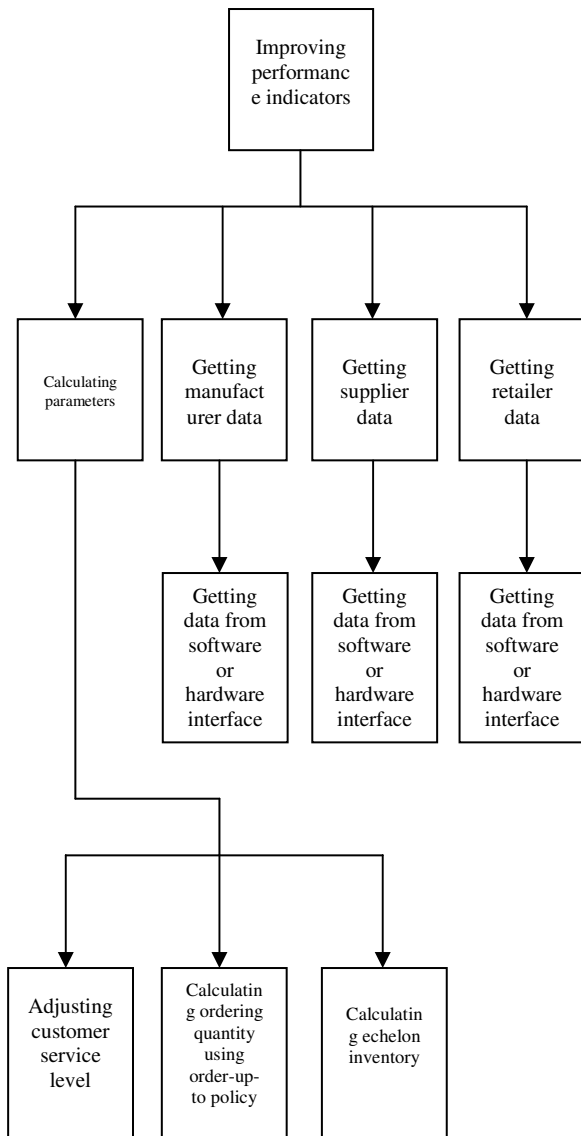 Improving
performanc
e indicators
Calculating
parameters
Getting
manufact
urer data
Getting
supplier
data
Getting
retailer
data
Getting
data from
software
or
hardware
interface
Getting
data from
software
or
hardware
interface
Getting
data from
software
or
hardware
interface
Adjusting
customer
service
level
Calculatin
g ordering
quantity
using
order-up-
to policy
Calculatin
g echelon
inventory